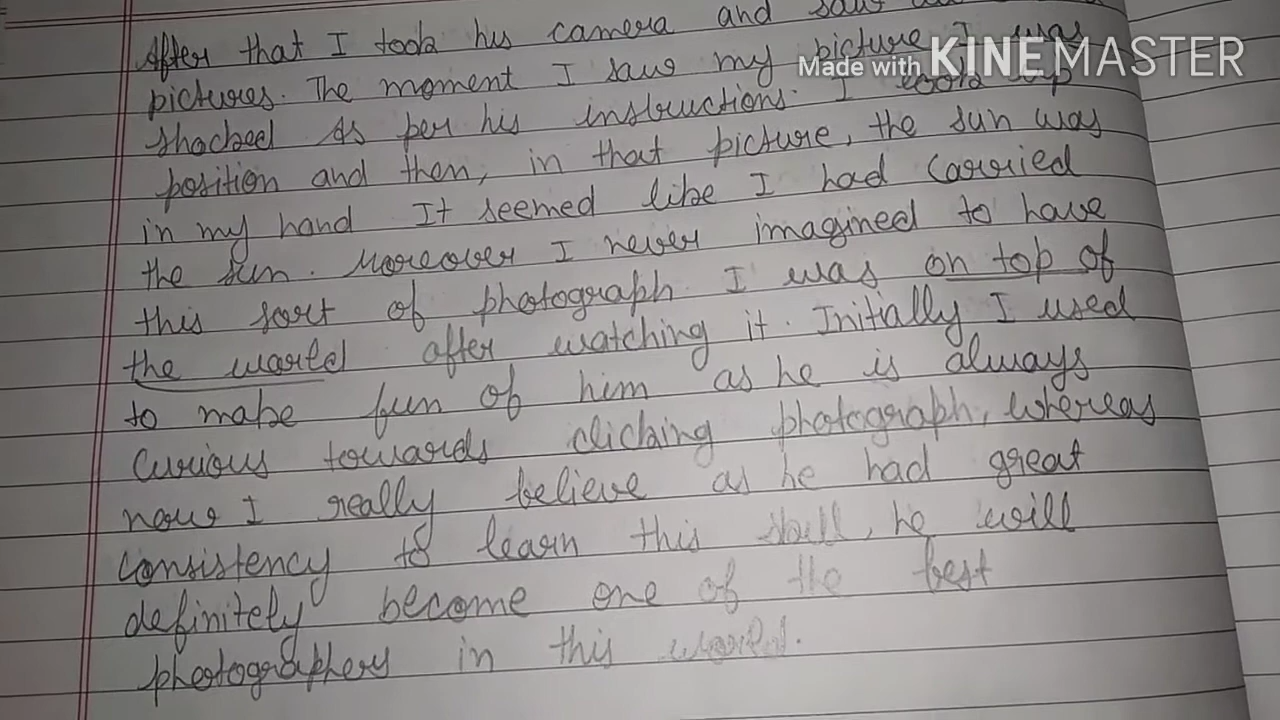 After that I took his camera and saw
Made with KINEMASTER
pictures. The moment I saw my picture I was
shocked As per his instructions. I took up
position and then, in that picture, the sun was
in my hand It seemed like I had carried
the sun. Moreover I never imagined to have
this sort of photograph. I was on top of
the world after watching it. Initially I used
to make fun of him as he is always
curious towards clicking photograph, whereas
now I really believe as he had great
consistency to learn this skill, he will
definitely become one of the best
photographers in this world.